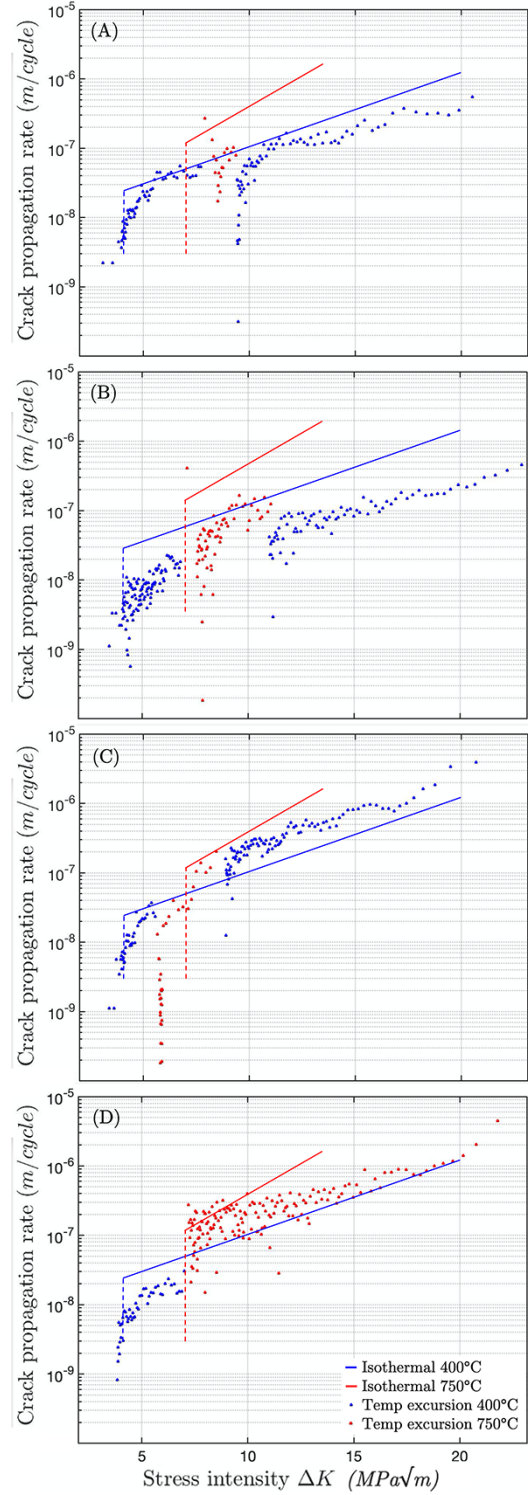 (A)
10-5
10-6
10-7
10-8
10-9
Crack propagation rate (m/cycle)
(B)
10-5
10-6
10-7
10-8
10-9
Crack propagation rate (m/cycle)
(C)
10-5
10-6
10-7
10-8
10-9
Crack propagation rate (m/cycle)
(D)
10-5
10-6
10-7
10-8
10-9
Crack propagation rate (m/cycle)
Isothermal 400°C
Isothermal 750°C
Temp excursion 400°C
Temp excursion 750°C
5 10 15 20
Stress intensity ΔK (MPa√m)